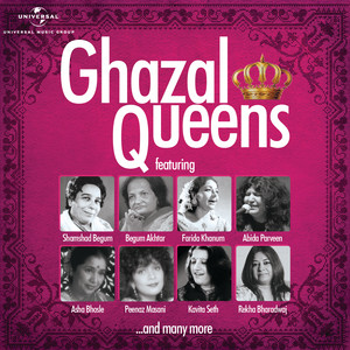 UNIVERSAL
UNIVERSAL MUSIC GROUP
Ghazal
Queens
featuring
Shamshad Begum
Begum Akhtar
Farida Khanum
Abida Parveen
Asha Bhosle
Peenaz Masani
Kavita Seth
Rekha Bharadwaj
...and many more